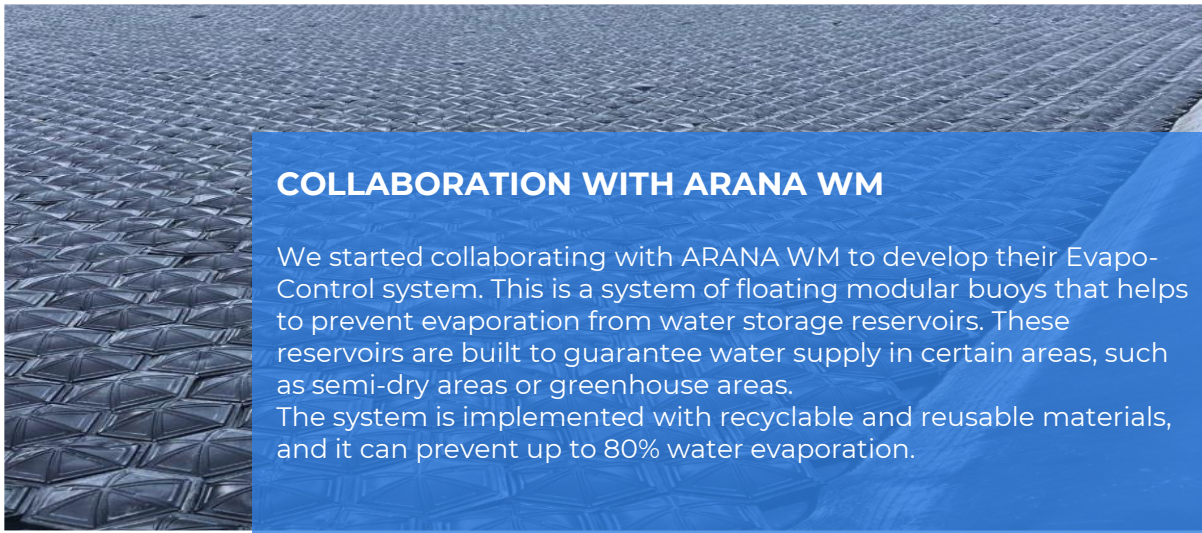 COLLABORATION WITH ARANA WM
We started collaborating with ARANA WM to develop their Evapo-
Control system. This is a system of floating modular buoys that helps
to prevent evaporation from water storage reservoirs. These
reservoirs are built to guarantee water supply in certain areas, such
as semi-dry areas or greenhouse areas.
The system is implemented with recyclable and reusable materials,
and it can prevent up to 80% water evaporation.